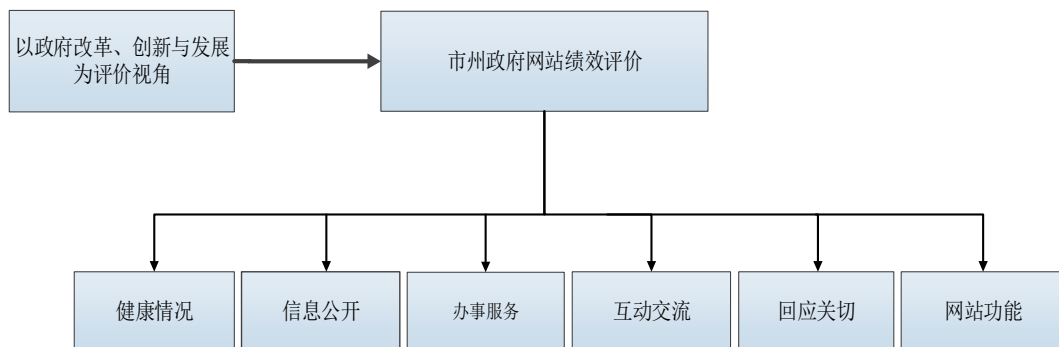 以政府改革、创新与发展
为评价视角
市州政府网站绩效评价
健康情况
信息公开
办事服务
互动交流
回应关切
网站功能